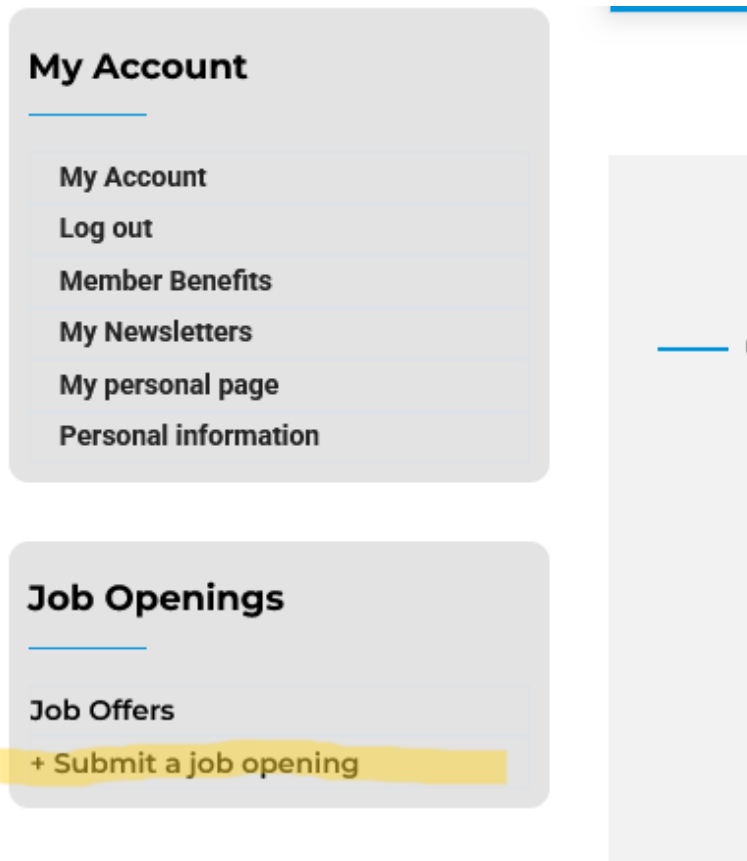 My Account
My Account
Log out
Member Benefits
My Newsletters
My personal page
Personal information
Job Openings
Job Offers
+ Submit a job opening